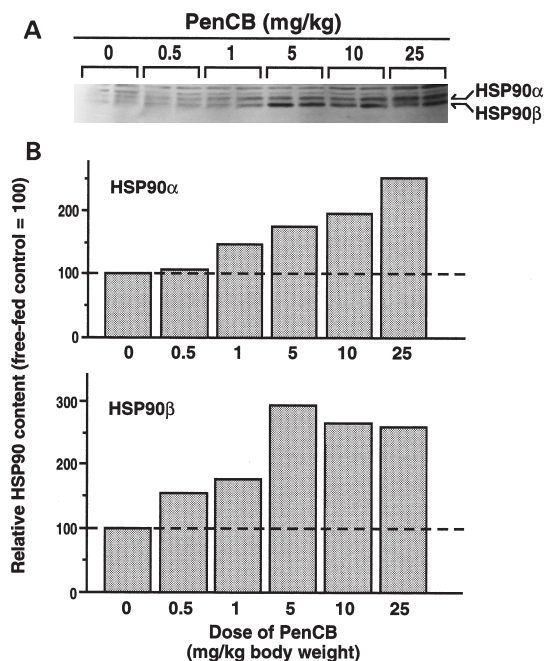 A
PenCB (mg/kg)
0 0.5 1 5 10 25
HSP90α
HSP90β
B
Relative HSP90 content (free-fed control = 100)
HSP90α
200
100
0
0 0.5 1 5 10 25
HSP90β
300
200
100
0
0 0.5 1 5 10 25
Dose of PenCB
(mg/kg body weight)